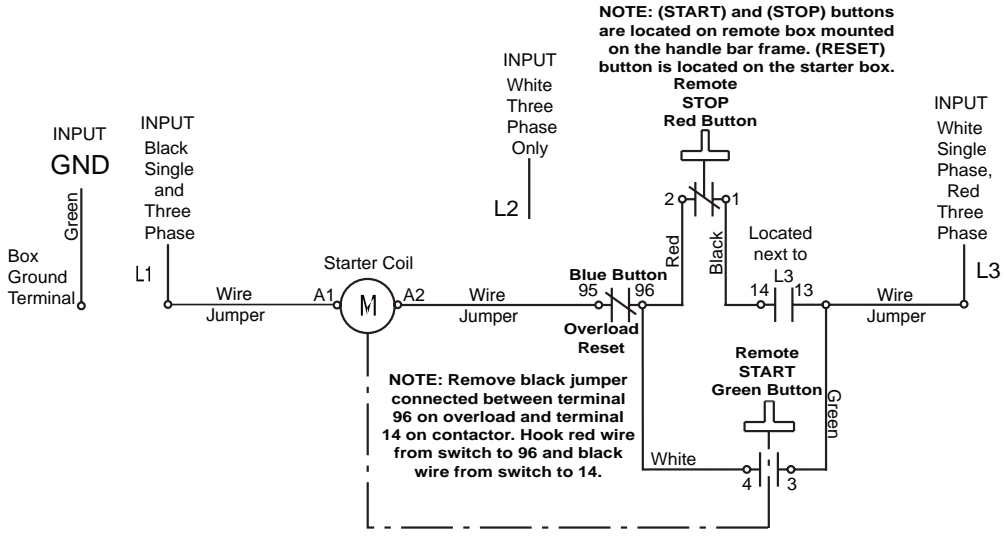 NOTE: (START) and (STOP) buttons
are located on remote box mounted
on the handle bar frame. (RESET)
button is located on the starter box.
INPUT
GND
Green
Box
Ground
Terminal
INPUT
Black
Single
and
Three
Phase
L1
INPUT
White
Three
Phase
Only
L2
Remote
STOP
Red Button
2
1
Red
Black
Located
next to
L3
14
13
INPUT
White
Single
Phase,
Red
Three
Phase
L3
Wire
Jumper
Starter Coil
A1
M
A2
Wire
Jumper
Blue Button
95
96
Overload
Reset
Wire
Jumper
NOTE: Remove black jumper
connected between terminal
96 on overload and terminal
14 on contactor. Hook red wire
from switch to 96 and black
wire from switch to 14.
Remote
START
Green Button
Green
White
4
3